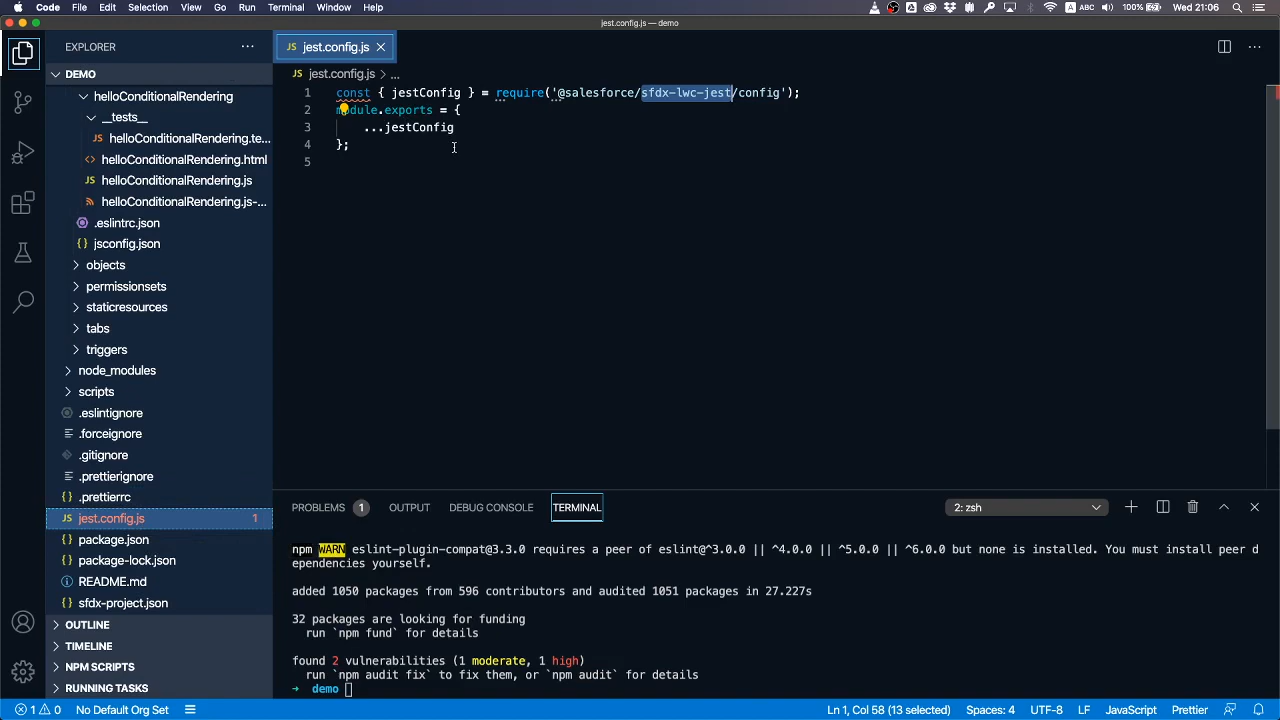 Code File Edit Selection View Go Run Terminal Window Help
ABC 100% Wed 21:06
jest.config.js — demo
EXPLORER
DEMO
helloConditionalRendering
__tests__
JS helloConditionalRendering.te...
<> helloConditionalRendering.html
JS helloConditionalRendering.js
helloConditionalRendering.js-...
.eslintrc.json
{} jsconfig.json
objects
permissionsets
staticresources
tabs
triggers
node_modules
scripts
.eslintignore
.forceignore
.gitignore
.prettierignore
.prettierrc
JS jest.config.js 1
package.json
package-lock.json
README.md
{} sfdx-project.json
OUTLINE
TIMELINE
NPM SCRIPTS
RUNNING TASKS
JS jest.config.js
JS jest.config.js > ...
1 const { jestConfig } = require('@salesforce/sfdx-lwc-jest/config');
2 module.exports = {
3 ...jestConfig
4 };
5
PROBLEMS 1 OUTPUT DEBUG CONSOLE TERMINAL 2: zsh
npm WARN eslint-plugin-compat@3.3.0 requires a peer of eslint@^3.0.0 || ^4.0.0 || ^5.0.0 || ^6.0.0 but none is installed. You must install peer d
ependencies yourself.
added 1050 packages from 596 contributors and audited 1051 packages in 27.227s
32 packages are looking for funding
run `npm fund` for details
found 2 vulnerabilities (1 moderate, 1 high)
run `npm audit fix` to fix them, or `npm audit` for details
→ demo
1 0 No Default Org Set Ln 1, Col 58 (13 selected) Spaces: 4 UTF-8 LF JavaScript Prettier